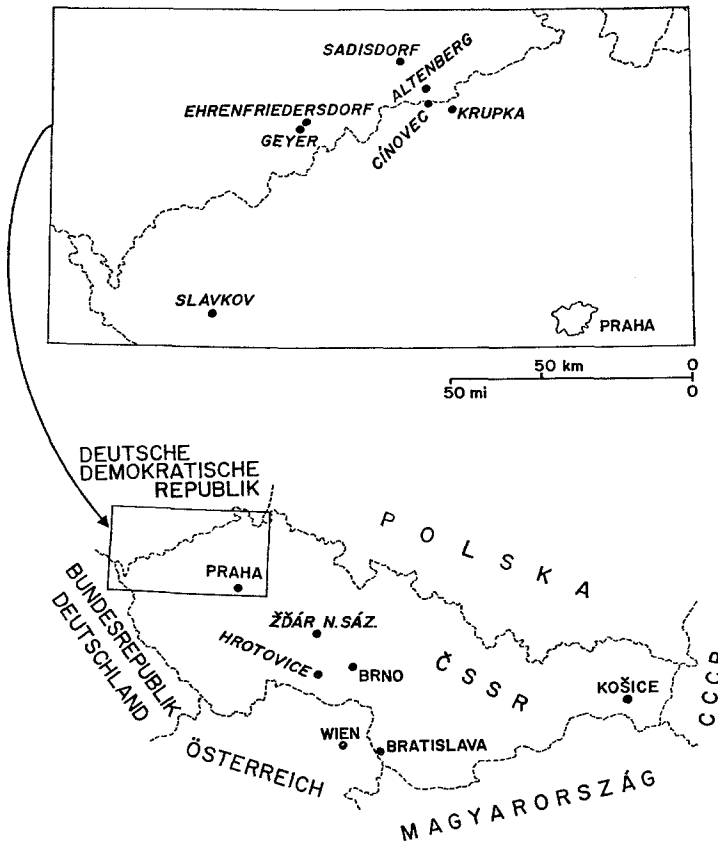 SADISDORF
ALTENBERG
EHRENFRIEDERSDORF
GEYER
CÍNOVEC
KRUPKA
SLAVKOV
PRAHA
50 km 0
50 mi 0
DEUTSCHE
DEMOKRATISCHE
REPUBLIK
POLSKA
PRAHA
BUNDESREPUBLIK
DEUTSCHLAND
ŽĎÁR N. SÁZ.
HROTOVICE
BRNO
ČSSR
KOŠICE
CCCP
WIEN
BRATISLAVA
ÖSTERREICH
MAGYARORSZÁG